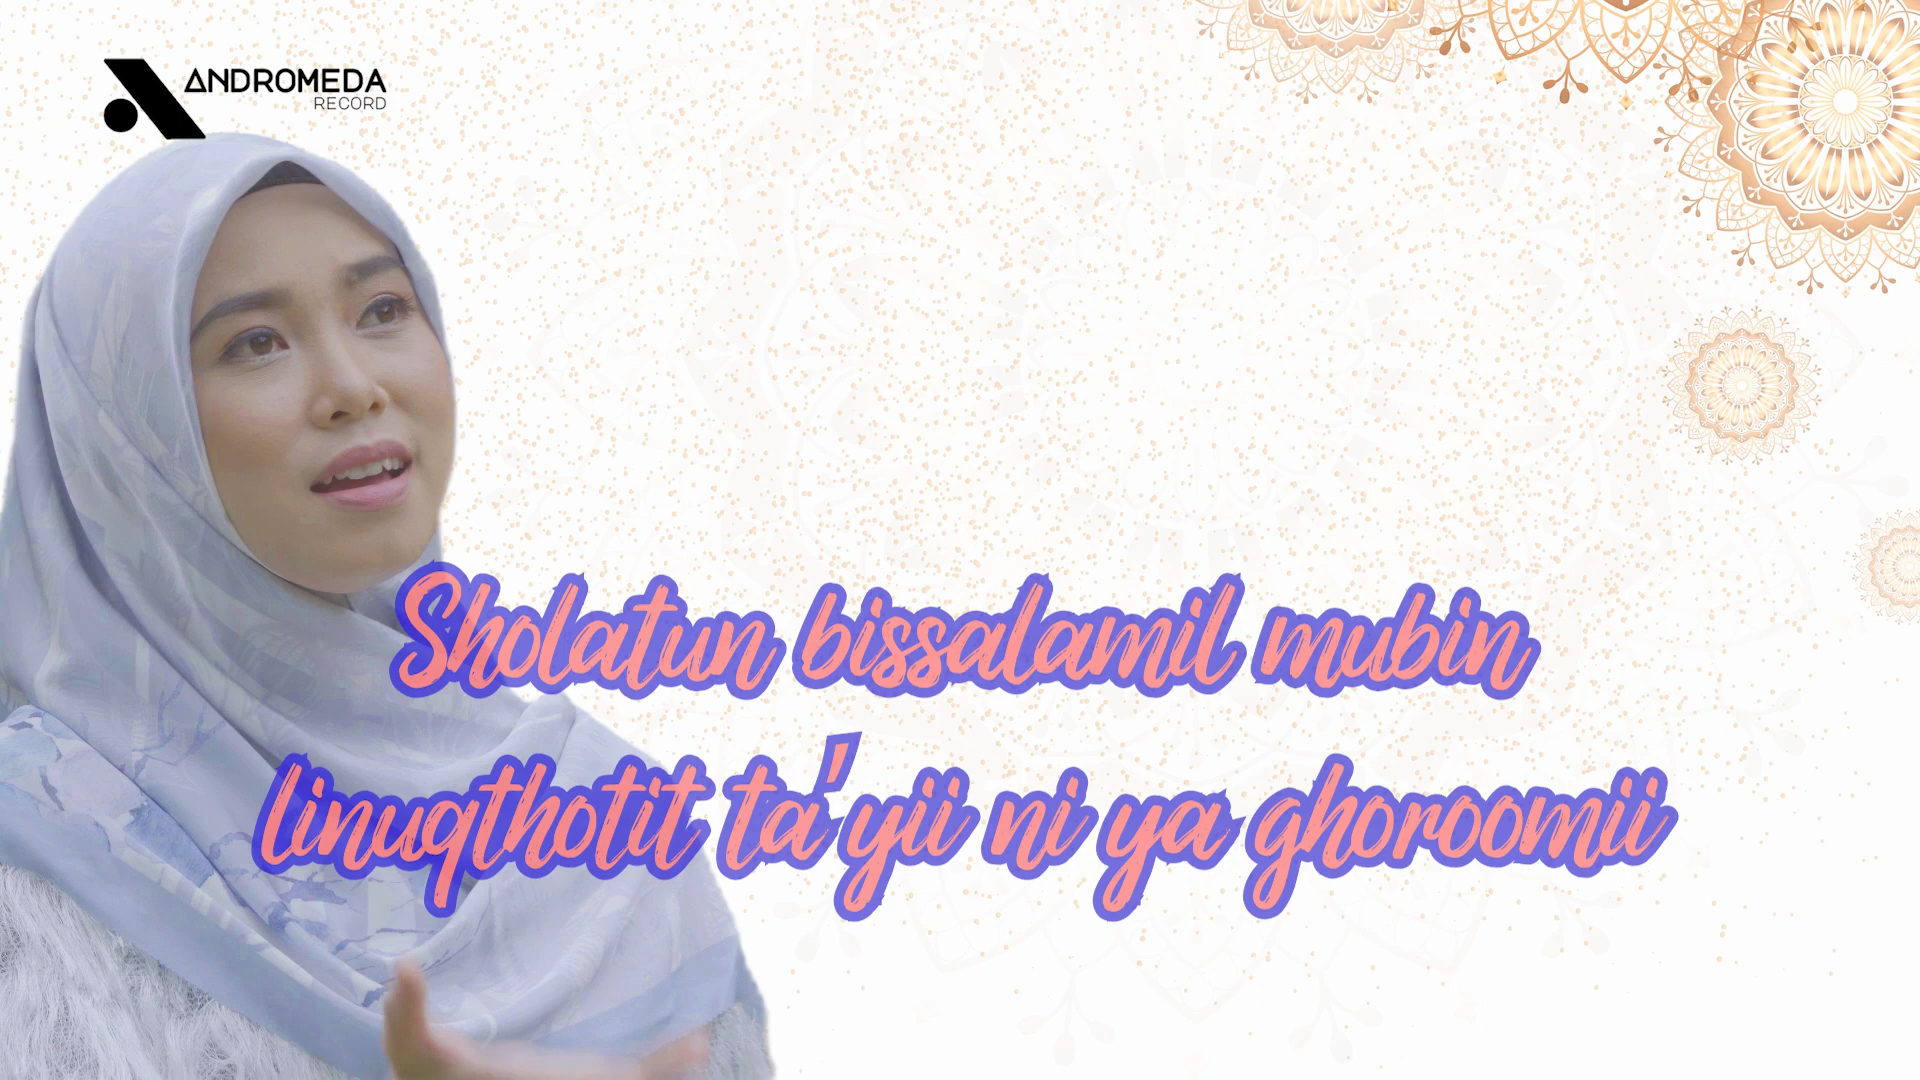 ANDROMEDA
RECORD
Sholatun bissalamil mubin
linuqthotit ta'yii ni ya ghoroomii